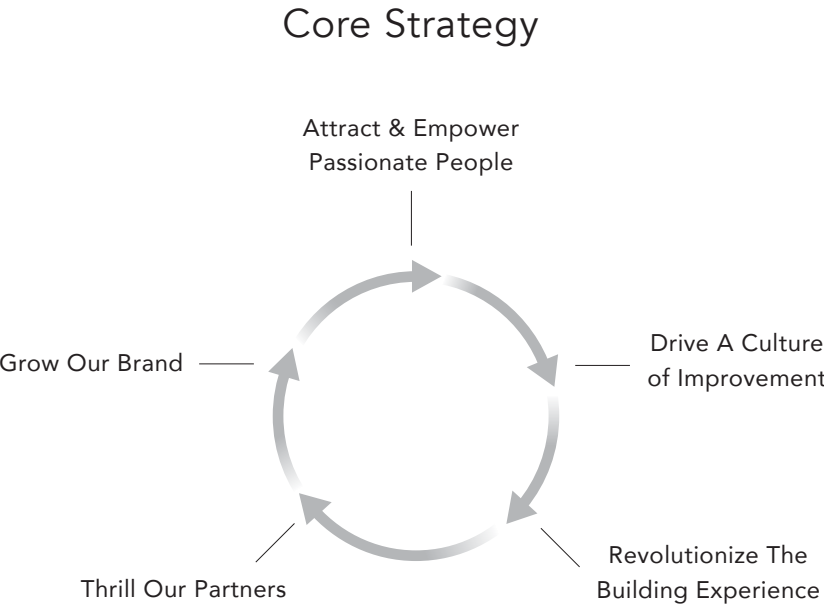 Core Strategy
Attract & Empower
Passionate People
Drive A Culture
of Improvement
Revolutionize The
Building Experience
Thrill Our Partners
Grow Our Brand